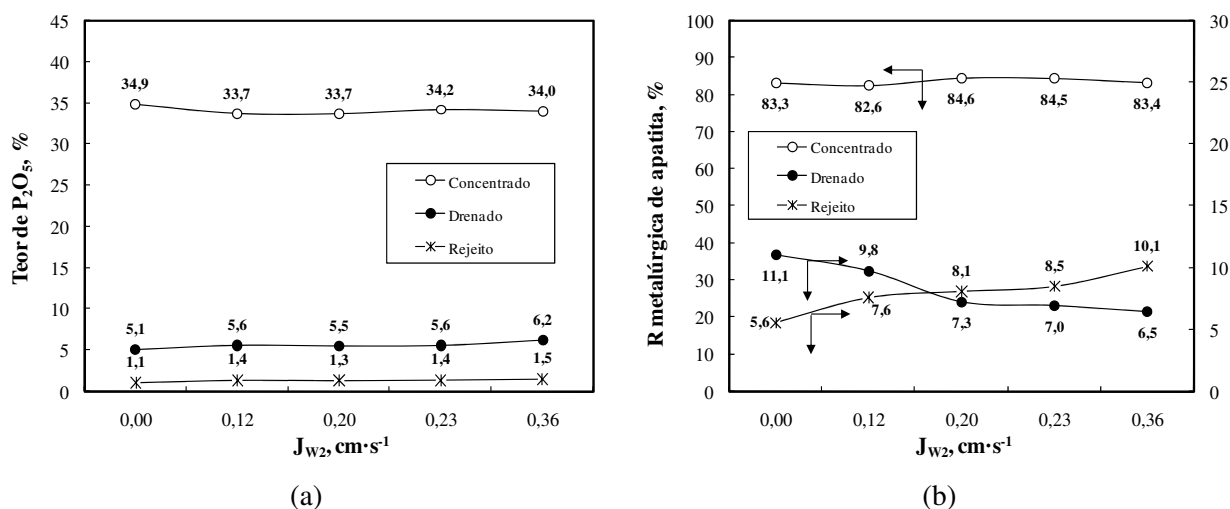 Teor de P₂O₅, %
45
40
35
30
25
20
15
10
5
0
34,9 33,7 33,7 34,2 34,0
Concentrado
Drenado
Rejeito
5,1 5,6 5,5 5,6 6,2
1,1 1,4 1,3 1,4 1,5
0,00 0,12 0,20 0,23 0,36
J_W2, cm·s⁻¹
(a)
R metalúrgica de apatita, %
100
90
80
70
60
50
40
30
20
10
0
83,3 82,6 84,6 84,5 83,4
Concentrado
Drenado
Rejeito
11,1 9,8 7,3 7,0 6,5
5,6 7,6 8,1 8,5 10,1
30
25
20
15
10
5
0
0,00 0,12 0,20 0,23 0,36
J_W2, cm·s⁻¹
(b)